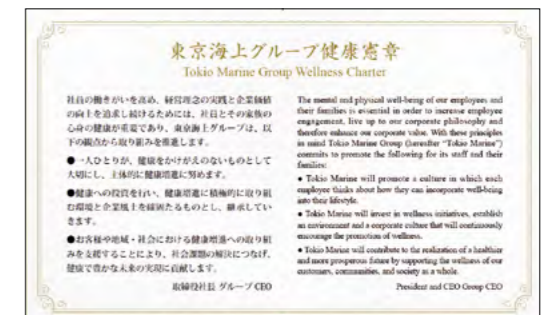 東京海上グループ健康憲章
Tokio Marine Group Wellness Charter
社員の働きがいを高め、経営理念の実践と企業価値
の向上を追求し続けるためには、社員とその家族の
心身の健康が重要であり、東京海上グループは、以
下の観点から取り組みを推進します。
●一人ひとりが、健康をかけがえのないものとして
大切にし、主体的に健康増進に努めます。
●健康への投資を行い、健康増進に積極的に取り組
む環境と企業風土を確固たるものとし、継承してい
きます。
●お客様や地域・社会における健康増進への取り組
みを支援することにより、社会課題の解決につなげ、
健康で豊かな未来の実現に貢献します。
取締役社長 グループCEO
The mental and physical well-being of our employees and
their families is essential in order to increase employee
engagement, live up to our corporate philosophy and
therefore enhance our corporate value. With these principles
in mind Tokio Marine Group (hereafter "Tokio Marine")
commits to promote the following for its staff and their
families:
● Tokio Marine will promote a culture in which each
employee thinks about how they can incorporate well-being
into their lifestyle.
● Tokio Marine will invest in wellness initiatives, establish
an environment and a corporate culture that will continuously
encourage the promotion of wellness.
● Tokio Marine will contribute to the realization of a healthier
and more prosperous future by supporting the wellness of our
customers, communities, and society as a whole.
President and CEO Group CEO